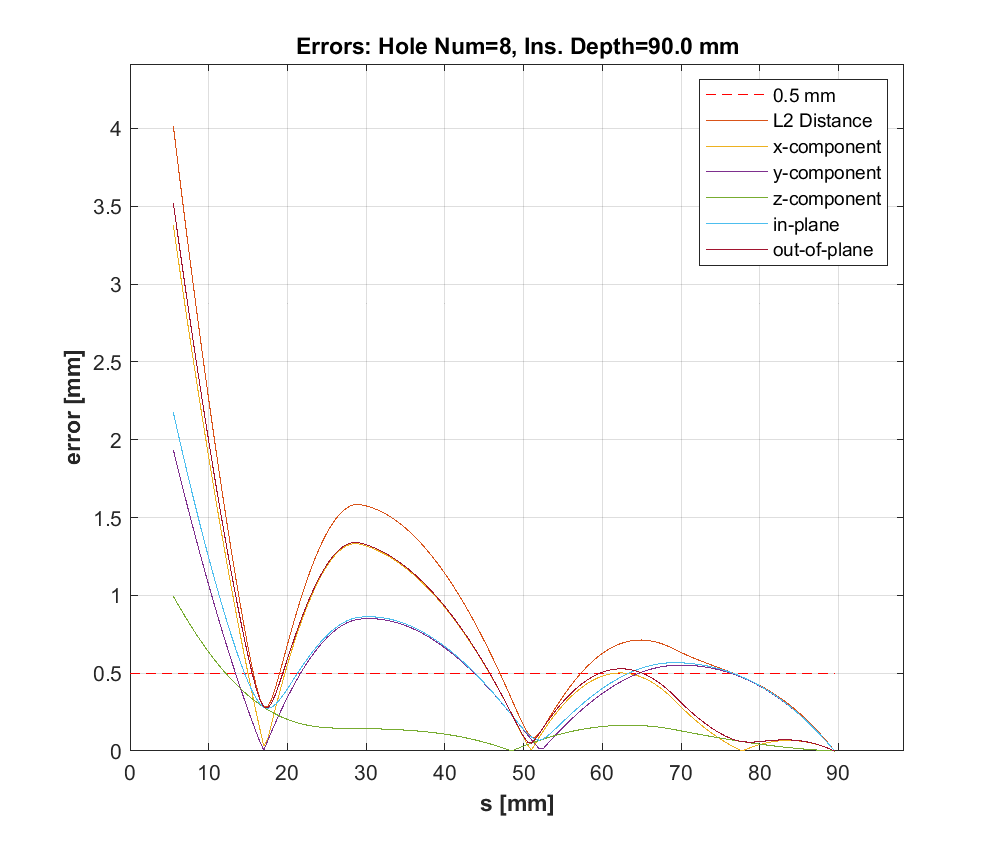 Errors: Hole Num=8, Ins. Depth=90.0 mm
0.5 mm
L2 Distance
x-component
y-component
z-component
in-plane
out-of-plane
4
3.5
3
2.5
2
1.5
1
0.5
0
error [mm]
0 10 20 30 40 50 60 70 80 90
s [mm]